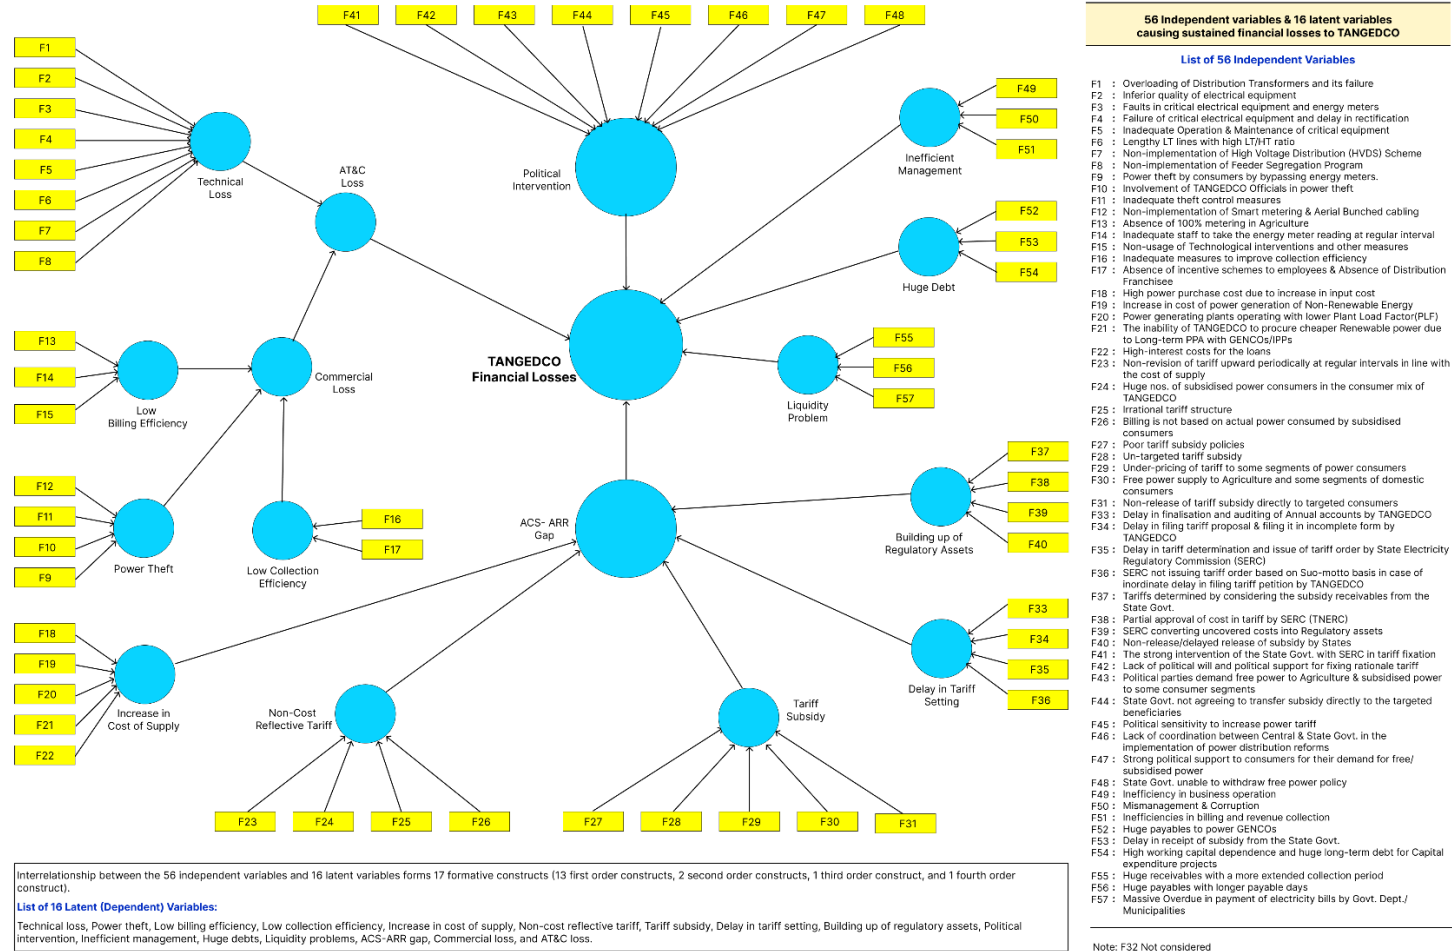 F41
F42
F43
F44
F45
F46
F47
F48
F1
F2
F3
F4
F5
F6
F7
F8
Technical
Loss
AT&C
Loss
Political
Intervention
F49
F50
F51
Inefficient
Management
F52
F53
F54
Huge Debt
F13
F14
F15
Low
Billing Efficiency
Commercial
Loss
TANGEDCO
Financial Losses
F55
F56
F57
Liquidity
Problem
F12
F11
F10
F9
Power Theft
F16
F17
Low Collection
Efficiency
ACS- ARR
Gap
F37
F38
F39
F40
Building up of
Regulatory Assets
F18
F19
F20
F21
F22
Increase in
Cost of Supply
Non-Cost
Reflective Tariff
Tariff
Subsidy
F33
F34
F35
F36
Delay in Tariff
Setting
F23
F24
F25
F26
F27
F28
F29
F30
F31
Interrelationship between the 56 independent variables and 16 latent variables forms 17 formative constructs (13 first order constructs, 2 second order constructs, 1 third order construct, and 1 fourth order
construct).
List of 16 Latent (Dependent) Variables:
Technical loss, Power theft, Low billing efficiency, Low collection efficiency, Increase in cost of supply, Non-cost reflective tariff, Tariff subsidy, Delay in tariff setting, Building up of regulatory assets, Political
intervention, Inefficient management, Huge debts, Liquidity problems, ACS-ARR gap, Commercial loss, and AT&C loss.
56 Independent variables & 16 latent variables
causing sustained financial losses to TANGEDCO
List of 56 Independent Variables
F1 : Overloading of Distribution Transformers and its failure
F2 : Inferior quality of electrical equipment
F3 : Faults in critical electrical equipment and energy meters
F4 : Failure of critical electrical equipment and delay in rectification
F5 : Inadequate Operation & Maintenance of critical equipment
F6 : Lengthy LT lines with high LT/HT ratio
F7 : Non-implementation of High Voltage Distribution (HVDS) Scheme
F8 : Non-implementation of Feeder Segregation Program
F9 : Power theft by consumers by bypassing energy meters.
F10 : Involvement of TANGEDCO Officials in power theft
F11 : Inadequate theft control measures
F12 : Non-implementation of Smart metering & Aerial Bunched cabling
F13 : Absence of 100% metering in Agriculture
F14 : Inadequate staff to take the energy meter reading at regular interval
F15 : Non-usage of Technological interventions and other measures
F16 : Inadequate measures to improve collection efficiency
F17 : Absence of incentive schemes to employees & Absence of Distribution
Franchisee
F18 : High power purchase cost due to increase in input cost
F19 : Increase in cost of power generation of Non-Renewable Energy
F20 : Power generating plants operating with lower Plant Load Factor(PLF)
F21 : The inability of TANGEDCO to procure cheaper Renewable power due
to Long-term PPA with GENCOs/IPPs
F22 : High-interest costs for the loans
F23 : Non-revision of tariff upward periodically at regular intervals in line with
the cost of supply
F24 : Huge nos. of subsidised power consumers in the consumer mix of
TANGEDCO
F25 : Irrational tariff structure
F26 : Billing is not based on actual power consumed by subsidised
consumers
F27 : Poor tariff subsidy policies
F28 : Un-targeted tariff subsidy
F29 : Under-pricing of tariff to some segments of power consumers
F30 : Free power supply to Agriculture and some segments of domestic
consumers
F31 : Non-release of tariff subsidy directly to targeted consumers
F33 : Delay in finalisation and auditing of Annual accounts by TANGEDCO
F34 : Delay in filing tariff proposal & filing it in incomplete form by
TANGEDCO
F35 : Delay in tariff determination and issue of tariff order by State Electricity
Regulatory Commission (SERC)
F36 : SERC not issuing tariff order based on Suo-motto basis in case of
inordinate delay in filing tariff petition by TANGEDCO
F37 : Tariffs determined by considering the subsidy receivables from the
State Govt.
F38 : Partial approval of cost in tariff by SERC (TNERC)
F39 : SERC converting uncovered costs into Regulatory assets
F40 : Non-release/delayed release of subsidy by States
F41 : The strong intervention of the State Govt. with SERC in tariff fixation
F42 : Lack of political will and political support for fixing rationale tariff
F43 : Political parties demand free power to Agriculture & subsidised power
to some consumer segments
F44 : State Govt. not agreeing to transfer subsidy directly to the targeted
beneficiaries
F45 : Political sensitivity to increase power tariff
F46 : Lack of coordination between Central & State Govt. in the
implementation of power distribution reforms
F47 : Strong political support to consumers for their demand for free/
subsidised power
F48 : State Govt. unable to withdraw free power policy
F49 : Inefficiency in business operation
F50 : Mismanagement & Corruption
F51 : Inefficiencies in billing and revenue collection
F52 : Huge payables to power GENCOs
F53 : Delay in receipt of subsidy from the State Govt.
F54 : High working capital dependence and huge long-term debt for Capital
expenditure projects
F55 : Huge receivables with a more extended collection period
F56 : Huge payables with longer payable days
F57 : Massive Overdue in payment of electricity bills by Govt. Dept./
Municipalities
Note: F32 Not considered